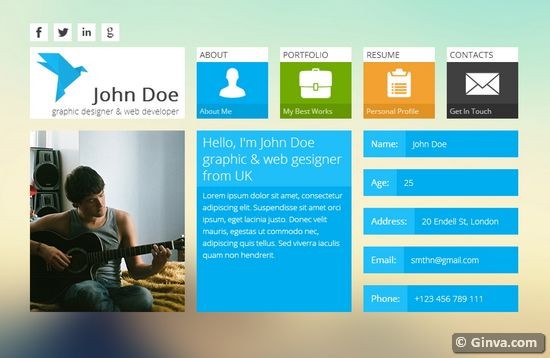 John Doe
graphic designer & web developer
ABOUT
About Me
PORTFOLIO
My Best Works
RESUME
Personal Profile
CONTACTS
Get In Touch
Hello, I'm John Doe
graphic & web gesigner
from UK
Lorem ipsum dolor sit amet, consectetur
adipiscing elit. Suspendisse sit amet orci
ipsum, eget lacinia justo. Donec velit
mauris, egestas ut commodo nec,
adipiscing quis tellus. Sed viverra iaculis
quam non hendrerit.
Name: John Doe
Age: 25
Address: 20 Endell St, London
Email: smthn@gmail.com
Phone: +123 456 789 111
© Ginva.com